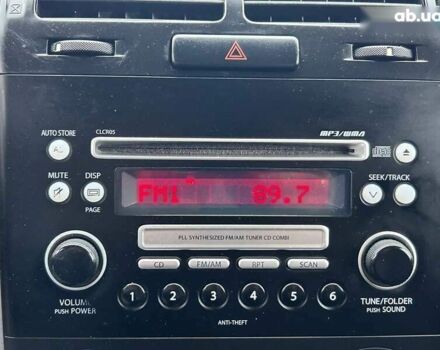 ab.ua
AUTO STORE
CLCR05
MP3/WMA
MUTE
DISP
PAGE
FM1 89.7
SEEK/TRACK
PLL SYNTHESIZED FM/AM TUNER CD COMBI
CD
FM/AM
RPT
SCAN
VOLUME
PUSH POWER
1 2 3 4 5 6
ANTI-THEFT
TUNE/FOLDER
PUSH SOUND